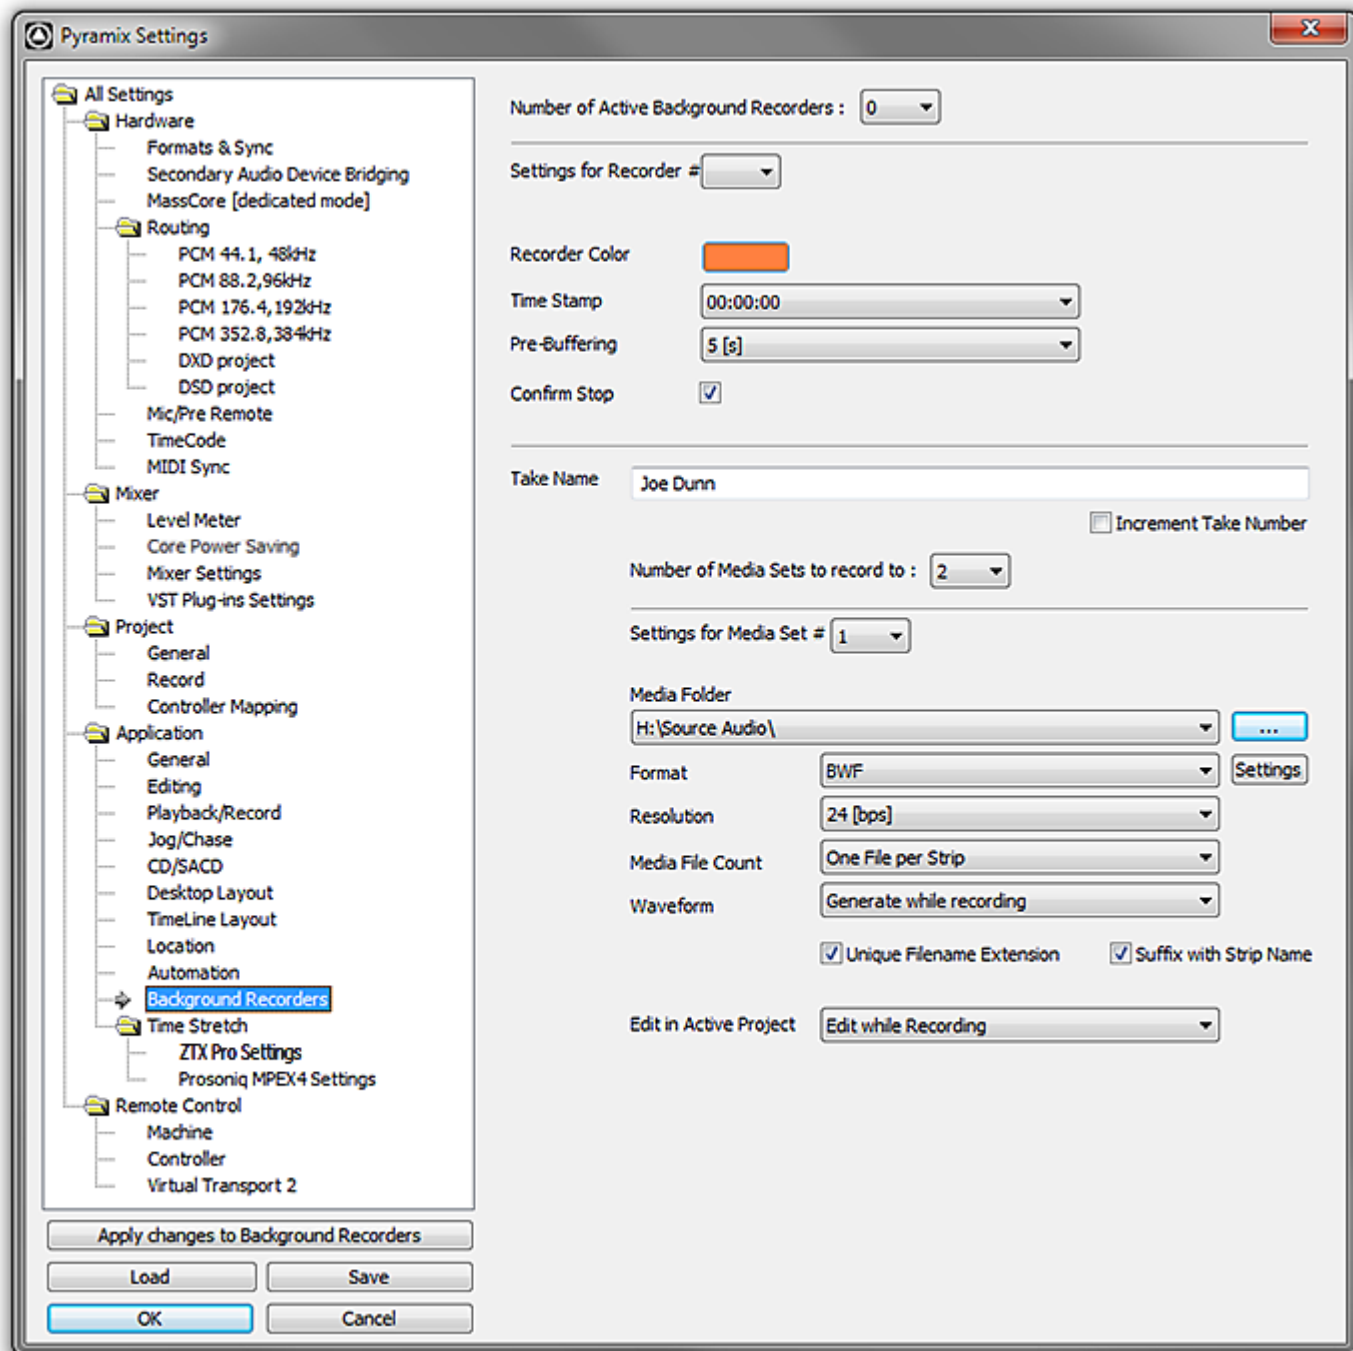 Pyramix Settings
All Settings
Hardware
Formats & Sync
Secondary Audio Device Bridging
MassCore [dedicated mode]
Routing
PCM 44.1, 48kHz
PCM 88.2,96kHz
PCM 176.4,192kHz
PCM 352.8,384kHz
DXD project
DSD project
Mic/Pre Remote
TimeCode
MIDI Sync
Mixer
Level Meter
Core Power Saving
Mixer Settings
VST Plug-ins Settings
Project
General
Record
Controller Mapping
Application
General
Editing
Playback/Record
Jog/Chase
CD/SACD
Desktop Layout
TimeLine Layout
Location
Automation
Background Recorders
Time Stretch
ZTX Pro Settings
Prosoniq MPEX4 Settings
Remote Control
Machine
Controller
Virtual Transport 2
Apply changes to Background Recorders
Load Save
OK Cancel
Number of Active Background Recorders : 0
Settings for Recorder #
Recorder Color
Time Stamp 00:00:00
Pre-Buffering 5 [s]
Confirm Stop
Take Name Joe Dunn
Increment Take Number
Number of Media Sets to record to : 2
Settings for Media Set # 1
Media Folder
H:\Source Audio\ ...
Format BWF Settings
Resolution 24 [bps]
Media File Count One File per Strip
Waveform Generate while recording
Unique Filename Extension Suffix with Strip Name
Edit in Active Project Edit while Recording